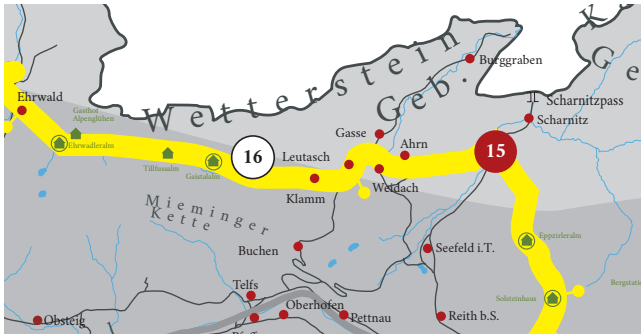 Wetterstein
Geb.
K
Ge
Burggraben
Ehrwald
Gasthof
Alpenglühen
Scharnitzpass
Scharnitz
Gasse
Ahrn
Ehrwalderalm
Tillfussalm
Gaistalalm
16
Leutasch
15
Klamm
Weidach
Mieminger
Kette
Buchen
Seefeld i.T.
Eppzirleralm
Telfs
Solsteinhaus
Bergstatio
Obsteig
Oberhofen
Pettnau
Reith b.S.